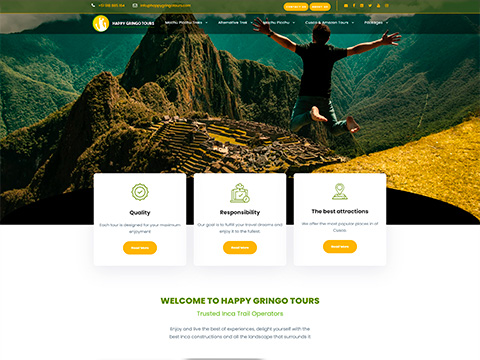 info@happygringotours.com
CONTACT US
ABOUT US
HAPPY GRINGO TOURS
Machu Picchu Treks
Alternative Trek
Machu Picchu
Cusco & Amazon Tours
Packages
Quality
Each tour is designed for your maximum
enjoyment
Read More
Responsibility
Our goal is to fulfill your travel dreams and
enjoy it to the fullest.
Read More
The best attractions
We offer the most popular places in of
Cusco.
Read More
WELCOME TO HAPPY GRINGO TOURS
Trusted Inca Trail Operators
Enjoy and live the best of experiences, delight yourself with the
best Inca constructions and all the landscape that surrounds it